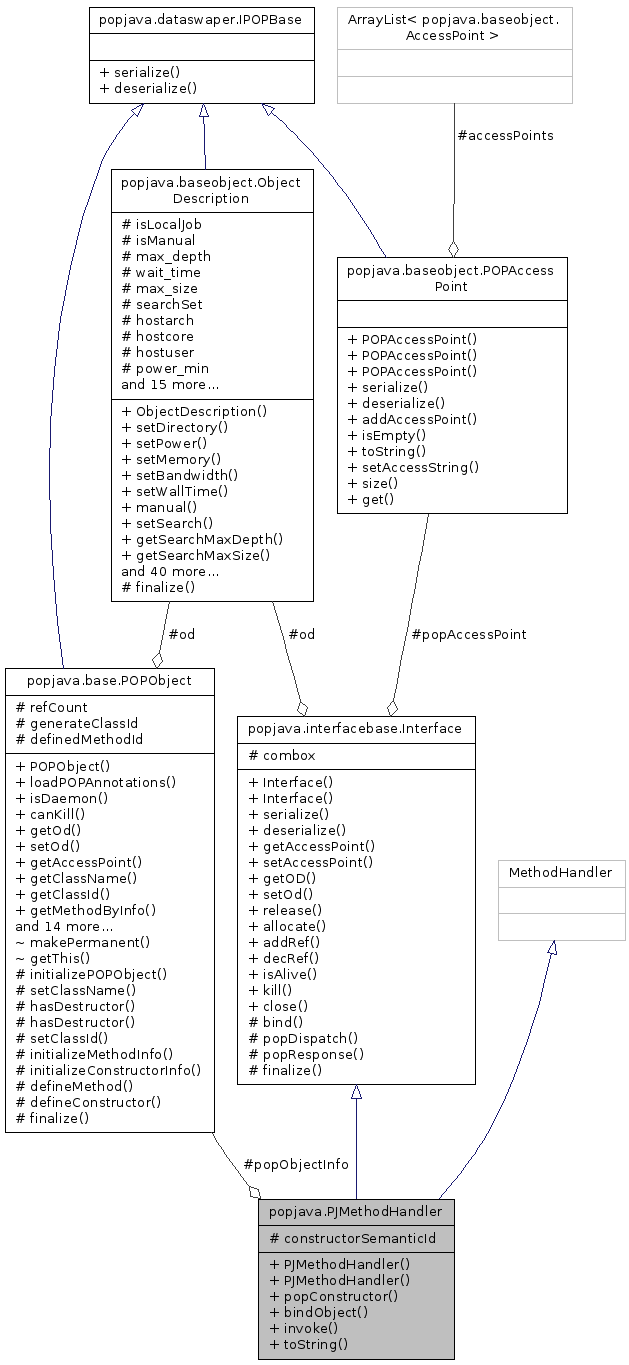 popjava.dataswaper.IPOPBase
+ serialize()
+ deserialize()
ArrayList< popjava.baseobject.
AccessPoint >
#accessPoints
popjava.baseobject.Object
Description
# isLocalJob
# isManual
# max_depth
# wait_time
# max_size
# searchSet
# hostarch
# hostcore
# hostuser
# power_min
and 15 more...
+ ObjectDescription()
+ setDirectory()
+ setPower()
+ setMemory()
+ setBandwidth()
+ setWallTime()
+ manual()
+ setSearch()
+ getSearchMaxDepth()
+ getSearchMaxSize()
and 40 more...
# finalize()
popjava.baseobject.POPAccess
Point
+ POPAccessPoint()
+ POPAccessPoint()
+ POPAccessPoint()
+ serialize()
+ deserialize()
+ addAccessPoint()
+ isEmpty()
+ toString()
+ setAccessString()
+ size()
+ get()
#od
#od
#popAccessPoint
popjava.base.POPObject
# refCount
# generateClassId
# definedMethodId
+ POPObject()
+ loadPOPAnnotations()
+ isDaemon()
+ canKill()
+ getOd()
+ setOd()
+ getAccessPoint()
+ getClassName()
+ getClassId()
+ getMethodByInfo()
and 14 more...
~ makePermanent()
~ getThis()
# initializePOPObject()
# setClassName()
# hasDestructor()
# hasDestructor()
# setClassId()
# initializeMethodInfo()
# initializeConstructorInfo()
# defineMethod()
# defineConstructor()
# finalize()
popjava.interfacebase.Interface
# combox
+ Interface()
+ Interface()
+ serialize()
+ deserialize()
+ getAccessPoint()
+ setAccessPoint()
+ getOD()
+ setOd()
+ release()
+ allocate()
+ addRef()
+ decRef()
+ isAlive()
+ kill()
+ close()
# bind()
# popDispatch()
# popResponse()
# finalize()
MethodHandler
#popObjectInfo
popjava.PJMethodHandler
# constructorSemanticId
+ PJMethodHandler()
+ PJMethodHandler()
+ popConstructor()
+ bindObject()
+ invoke()
+ toString()